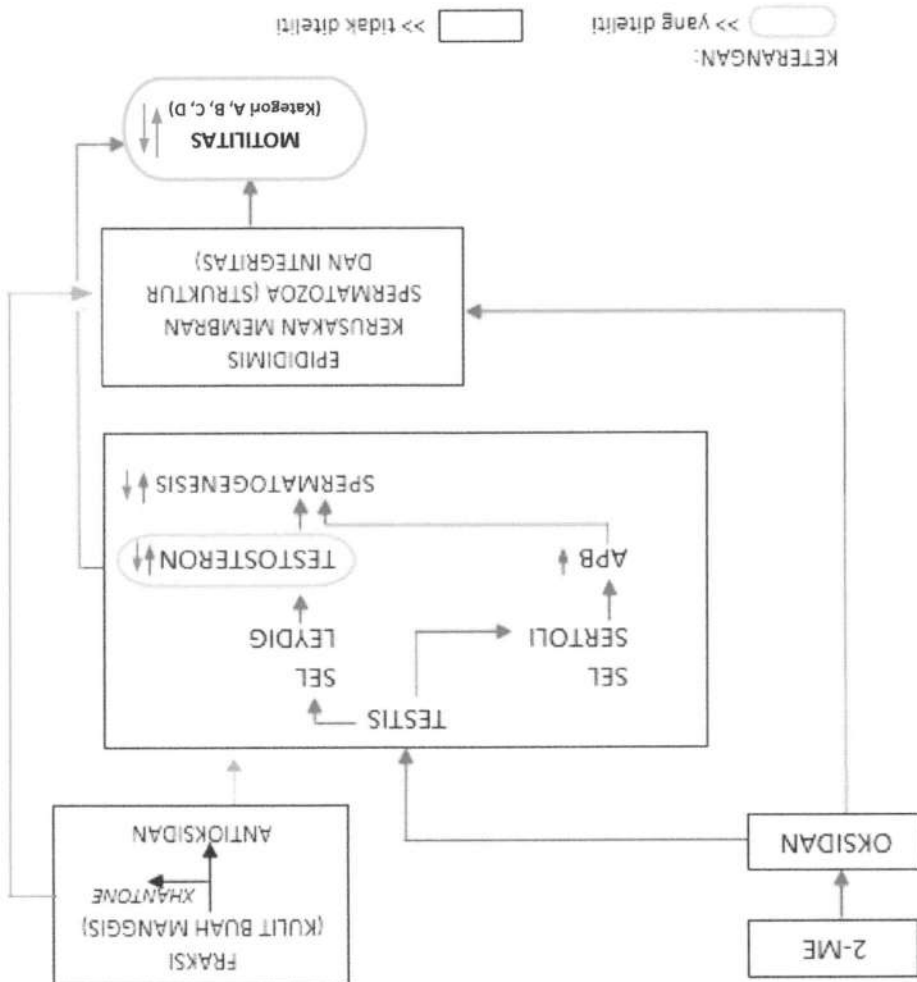 2-ME
FRAKSI
(KULIT BUAH MANGGIS)
XHANTONE
ANTIOKSIDAN
OKSIDAN
TESTIS
SEL
SERTOLI
SEL
LEYDIG
APB
TESTOSTERON
SPERMATOGENESIS
EPIDIDIMIS
KERUSAKAN MEMBRAN
SPERMATOZOA (STRUKTUR
DAN INTEGRITAS)
MOTILITAS
(Kategori A, B, C, D)
KETERANGAN:
>> yang diteliti
>> tidak diteliti